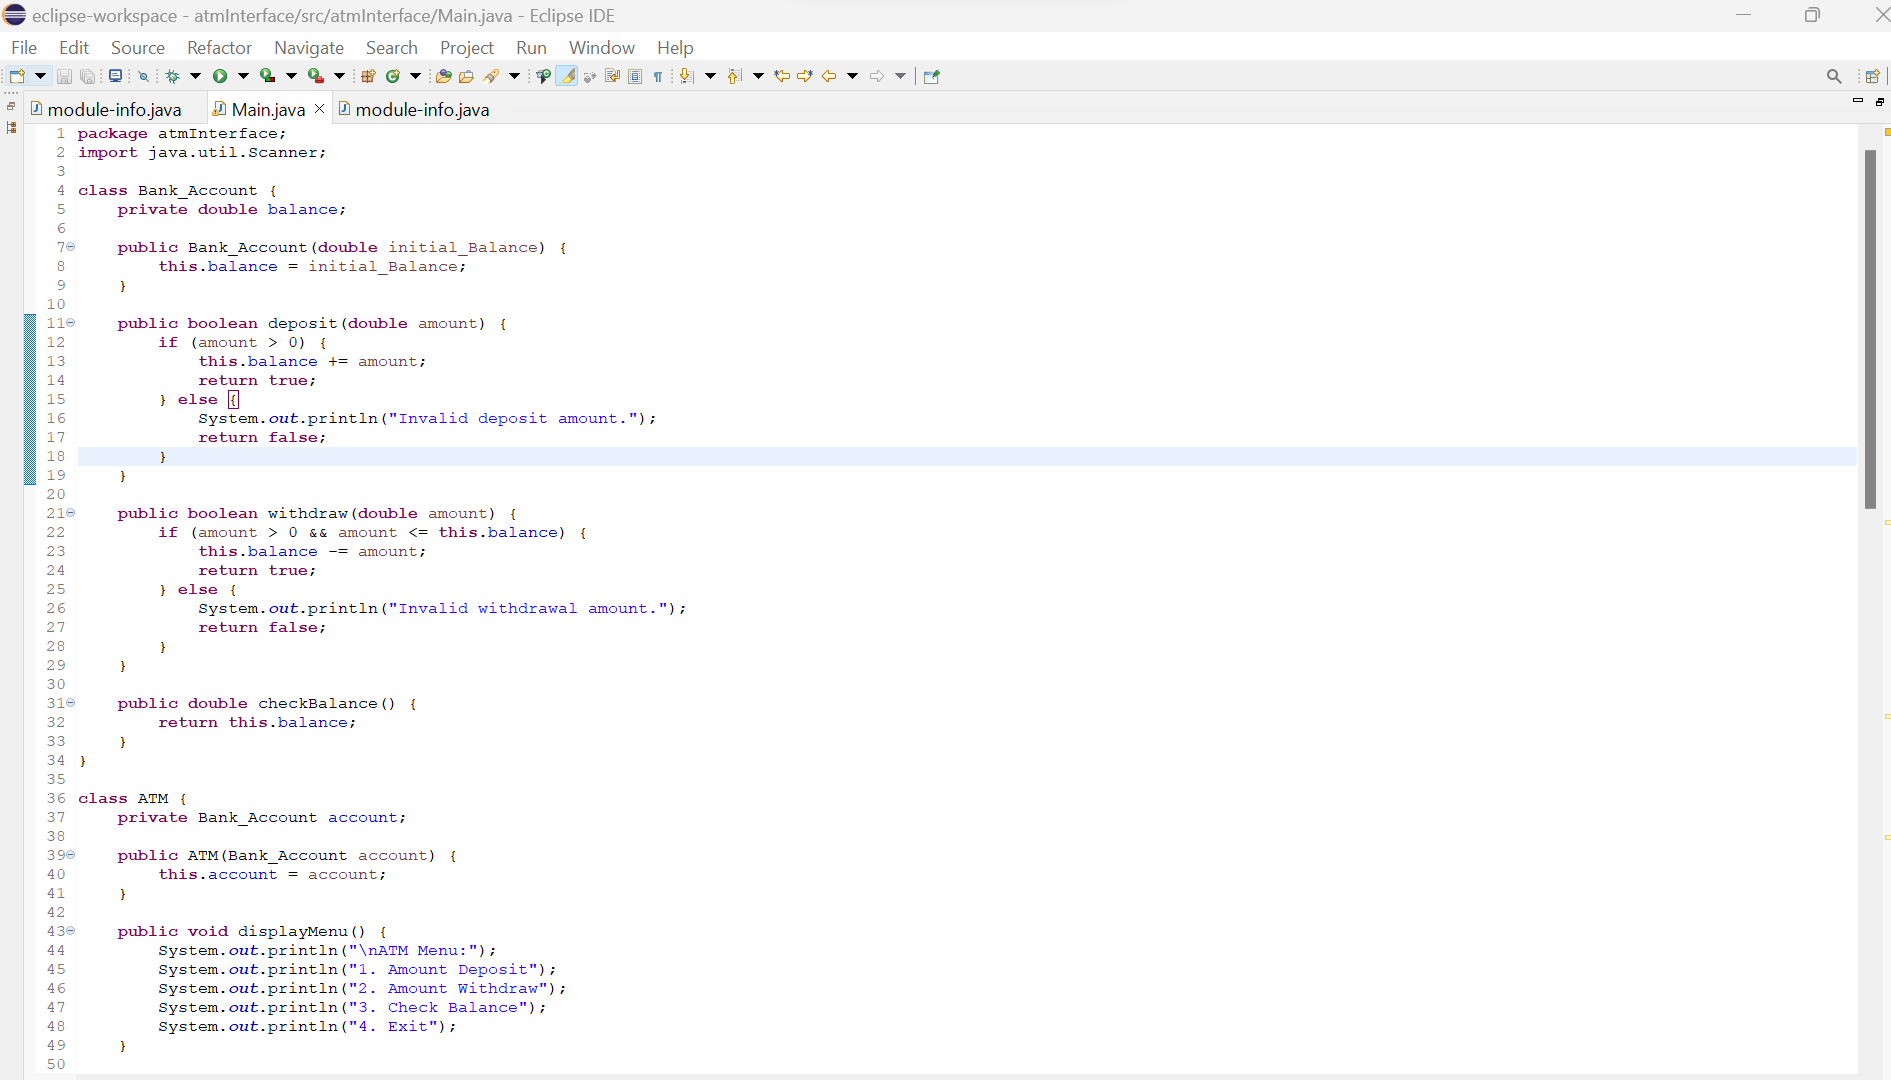 eclipse-workspace - atmInterface/src/atmInterface/Main.java - Eclipse IDE
File Edit Source Refactor Navigate Search Project Run Window Help
module-info.java Main.java module-info.java
1 package atmInterface;
2 import java.util.Scanner;
3
4 class Bank_Account {
5     private double balance;
6
7     public Bank_Account(double initial_Balance) {
8         this.balance = initial_Balance;
9     }
10
11     public boolean deposit(double amount) {
12         if (amount > 0) {
13             this.balance += amount;
14             return true;
15         } else {
16             System.out.println("Invalid deposit amount.");
17             return false;
18         }
19     }
20
21     public boolean withdraw(double amount) {
22         if (amount > 0 && amount <= this.balance) {
23             this.balance -= amount;
24             return true;
25         } else {
26             System.out.println("Invalid withdrawal amount.");
27             return false;
28         }
29     }
30
31     public double checkBalance() {
32         return this.balance;
33     }
34 }
35
36 class ATM {
37     private Bank_Account account;
38
39     public ATM(Bank_Account account) {
40         this.account = account;
41     }
42
43     public void displayMenu() {
44         System.out.println("\nATM Menu:");
45         System.out.println("1. Amount Deposit");
46         System.out.println("2. Amount Withdraw");
47         System.out.println("3. Check Balance");
48         System.out.println("4. Exit");
49     }
50